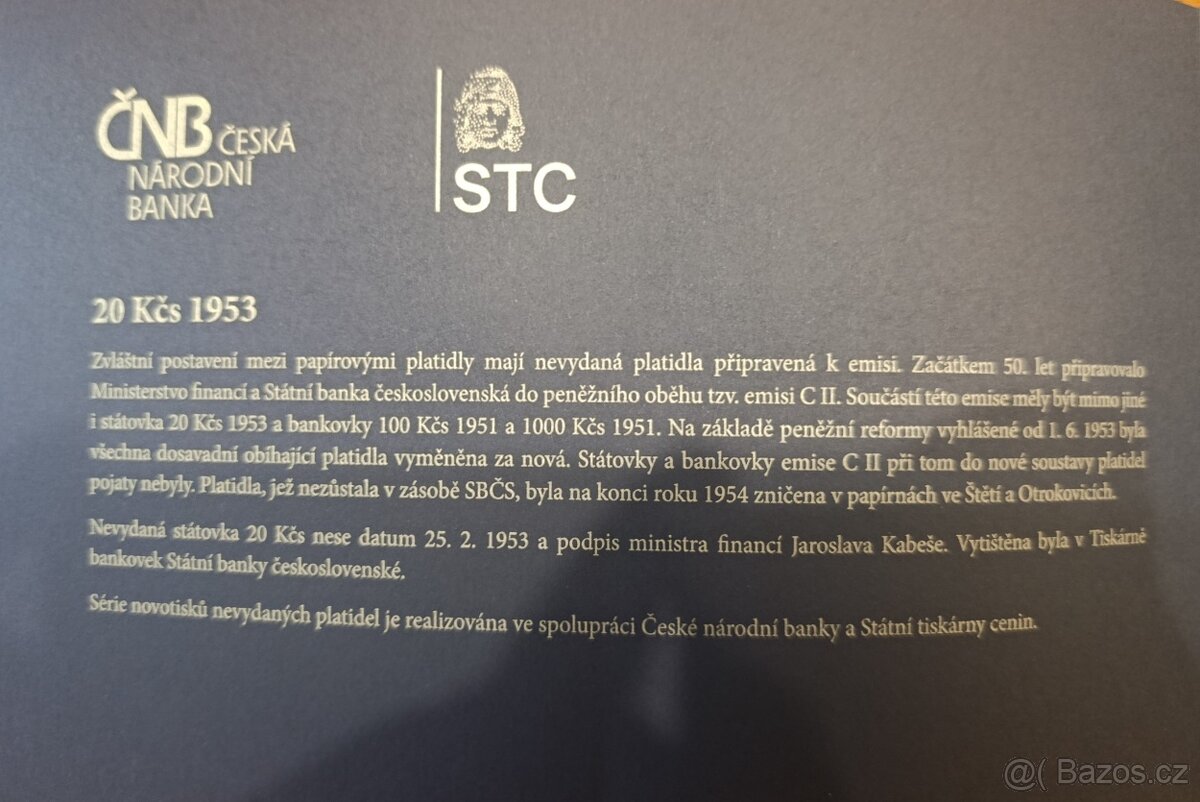 ČNB ČESKÁ
NÁRODNÍ
BANKA
STC
20 Kčs 1953
Zvláštní postavení mezi papírovými platidly mají nevydaná platidla připravená k emisi. Začátkem 50. let připravovalo
Ministerstvo financí a Státní banka československá do peněžního oběhu tzv. emisi C II. Součástí této emise měly být mimo jiné
i státovka 20 Kčs 1953 a bankovky 100 Kčs 1951 a 1000 Kčs 1951. Na základě peněžní reformy vyhlášené od 1. 6. 1953 byla
všechna dosavadní obíhající platidla vyměněna za nová. Státovky a bankovky emise C II při tom do nové soustavy platidel
pojaty nebyly. Platidla, jež nezůstala v zásobě SBČS, byla na konci roku 1954 zničena v papírnách ve Štětí a Otrokovicích.
Nevydaná státovka 20 Kčs nese datum 25. 2. 1953 a podpis ministra financí Jaroslava Kabeše. Vytištěna byla v Tiskárně
bankovek Státní banky československé.
Série novotisků nevydaných platidel je realizována ve spolupráci České národní banky a Státní tiskárny cenin.
@( Bazos.cz